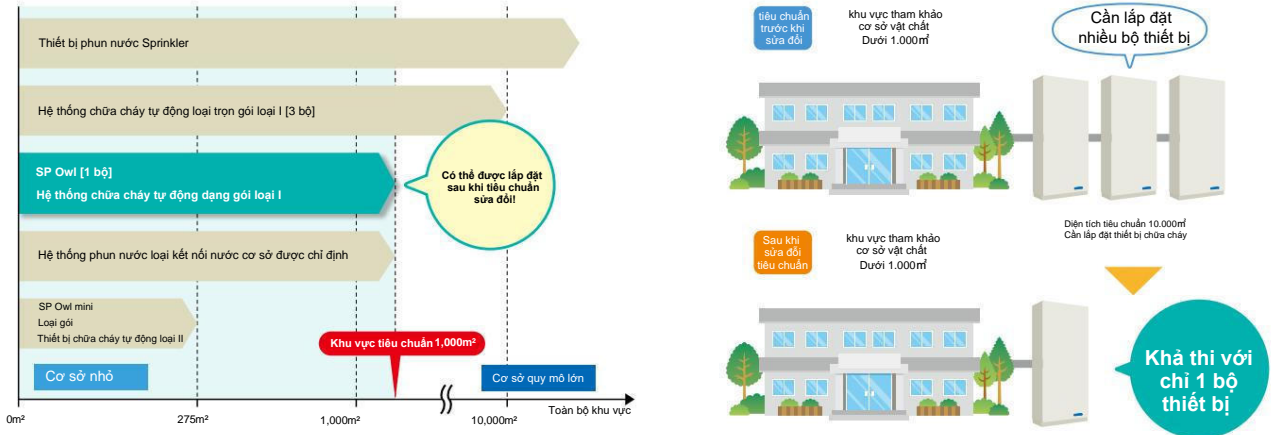 Thiết bị phun nước Sprinkler
Hệ thống chữa cháy tự động loại trọn gói loại I [3 bộ]
SP Owl [1 bộ]
Hệ thống chữa cháy tự động dạng gói loại I
Có thể được lắp đặt
sau khi tiêu chuẩn
sửa đổi!
Hệ thống phun nước loại kết nối nước cơ sở được chỉ định
SP Owl mini
Loại gói
Thiết bị chữa cháy tự động loại II
Khu vực tiêu chuẩn 1,000m²
Cơ sở nhỏ
Cơ sở quy mô lớn
0m²
275m²
1,000m²
10,000m²
Toàn bộ khu vực
tiêu chuẩn
trước khi
sửa đổi
khu vực tham khảo
cơ sở vật chất
Dưới 1.000㎡
Cần lắp đặt
nhiều bộ thiết bị
Diện tích tiêu chuẩn 10.000㎡
Cần lắp đặt thiết bị chữa cháy
Sau khi
sửa đổi
tiêu chuẩn
khu vực tham khảo
cơ sở vật chất
Dưới 1.000㎡
Khả thi với
chỉ 1 bộ
thiết bị